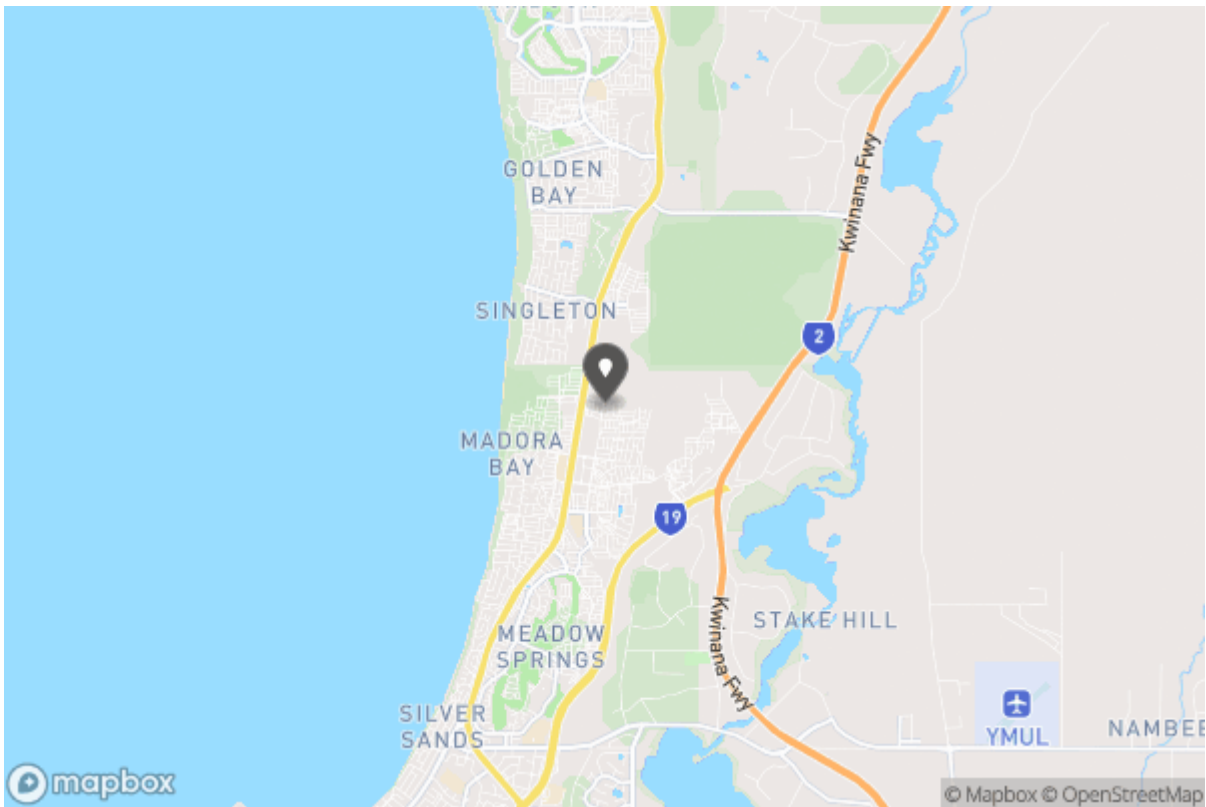 GOLDEN
BAY
Kwinana Fwy
SINGLETON
2
MADORA
BAY
19
Kwinana Fwy
STAKE HILL
MEADOW
SPRINGS
SILVER
SANDS
YMUL
NAMBEE
mapbox
© Mapbox © OpenStreetMap